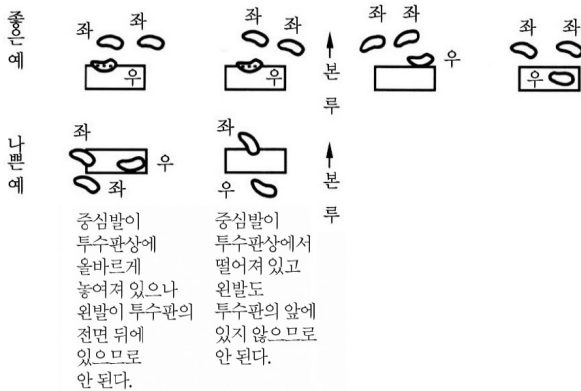 좋은 예
좌 좌
우
좌
좌
우
본루
좌 좌
우
좌 좌
우
나쁜 예
좌
우
좌
좌
우
본루
중심발이
투수판상에
올바르게
놓여져 있으나
왼발이 투수판의
전면 뒤에
있으므로
안 된다.
중심발이
투수판상에서
떨어져 있고
왼발도
투수판의 앞에
있지 않으므로
안 된다.